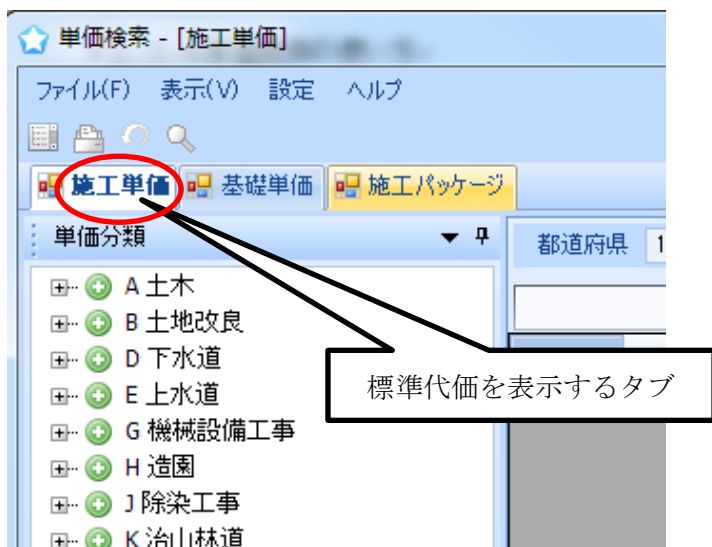 単価検索 - [施工単価]
ファイル(F) 表示(V) 設定 ヘルプ
施工単価 基礎単価 施工パッケージ
単価分類
都道府県 1
A 土木
B 土地改良
D 下水道
E 上水道
G 機械設備工事
H 造園
J 除染工事
K 治山林道
標準代価を表示するタブ